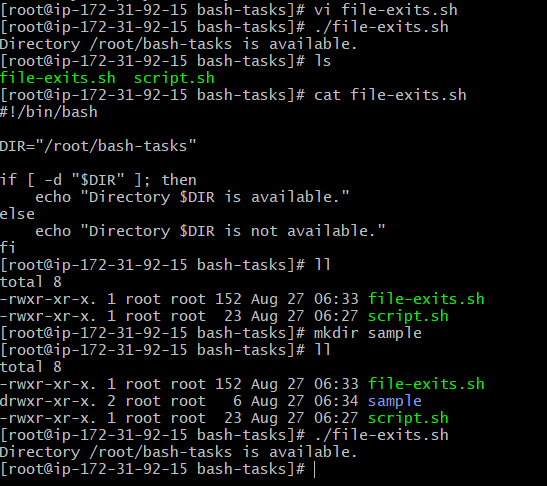 [root@ip-172-31-92-15 bash-tasks]# vi file-exits.sh
[root@ip-172-31-92-15 bash-tasks]# ./file-exits.sh
Directory /root/bash-tasks is available.
[root@ip-172-31-92-15 bash-tasks]# ls
file-exits.sh  script.sh
[root@ip-172-31-92-15 bash-tasks]# cat file-exits.sh
#!/bin/bash

DIR="/root/bash-tasks"

if [ -d "$DIR" ]; then
    echo "Directory $DIR is available."
else
    echo "Directory $DIR is not available."
fi
[root@ip-172-31-92-15 bash-tasks]# ll
total 8
-rwxr-xr-x. 1 root root 152 Aug 27 06:33 file-exits.sh
-rwxr-xr-x. 1 root root  23 Aug 27 06:27 script.sh
[root@ip-172-31-92-15 bash-tasks]# mkdir sample
[root@ip-172-31-92-15 bash-tasks]# ll
total 8
-rwxr-xr-x. 1 root root 152 Aug 27 06:33 file-exits.sh
drwxr-xr-x. 2 root root   6 Aug 27 06:34 sample
-rwxr-xr-x. 1 root root  23 Aug 27 06:27 script.sh
[root@ip-172-31-92-15 bash-tasks]# ./file-exits.sh
Directory /root/bash-tasks is available.
[root@ip-172-31-92-15 bash-tasks]#